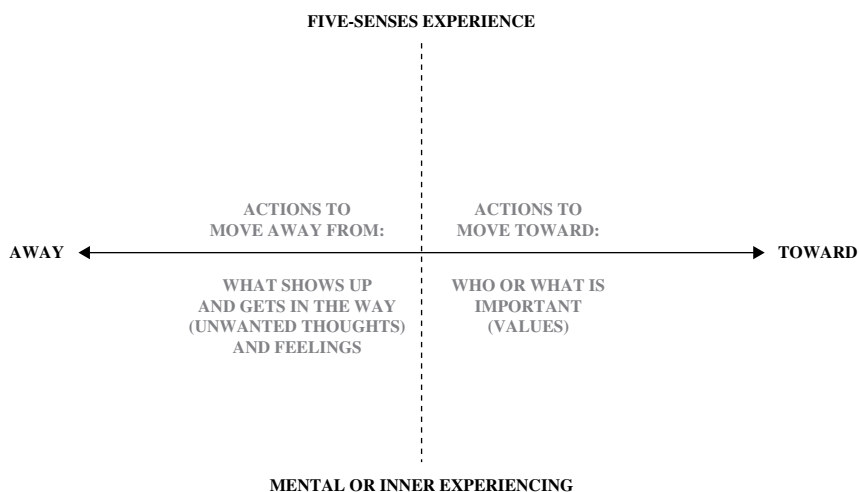 FIVE-SENSES EXPERIENCE
ACTIONS TO
MOVE AWAY FROM:
ACTIONS TO
MOVE TOWARD:
AWAY
TOWARD
WHAT SHOWS UP
AND GETS IN THE WAY
(UNWANTED THOUGHTS)
AND FEELINGS
WHO OR WHAT IS
IMPORTANT
(VALUES)
MENTAL OR INNER EXPERIENCING